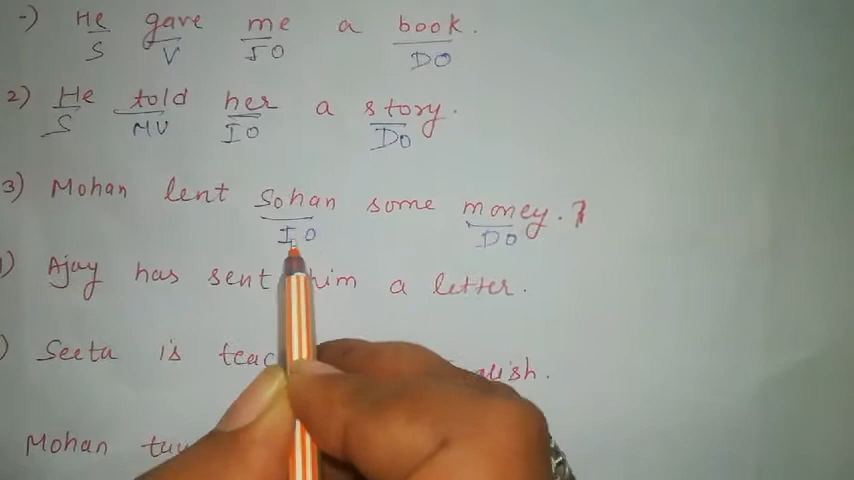 -) He gave me a book.
S V IO DO
2) He told her a story.
S MV IO DO
3) Mohan lent Sohan some money.?
IO DO
) Ajay has sent him a letter.
) Seeta is
Mohan